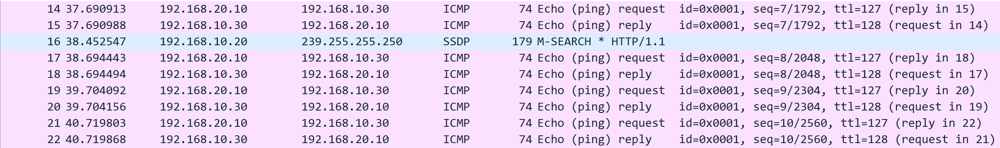 14 37.690913 192.168.20.10 192.168.10.30 ICMP 74 Echo (ping) request id=0x0001, seq=7/1792, ttl=127 (reply in 15)
15 37.690988 192.168.10.30 192.168.20.10 ICMP 74 Echo (ping) reply id=0x0001, seq=7/1792, ttl=128 (request in 14)
16 38.452547 192.168.10.20 239.255.255.250 SSDP 179 M-SEARCH * HTTP/1.1
17 38.694443 192.168.20.10 192.168.10.30 ICMP 74 Echo (ping) request id=0x0001, seq=8/2048, ttl=127 (reply in 18)
18 38.694494 192.168.10.30 192.168.20.10 ICMP 74 Echo (ping) reply id=0x0001, seq=8/2048, ttl=128 (request in 17)
19 39.704092 192.168.20.10 192.168.10.30 ICMP 74 Echo (ping) request id=0x0001, seq=9/2304, ttl=127 (reply in 20)
20 39.704156 192.168.10.30 192.168.20.10 ICMP 74 Echo (ping) reply id=0x0001, seq=9/2304, ttl=128 (request in 19)
21 40.719803 192.168.20.10 192.168.10.30 ICMP 74 Echo (ping) request id=0x0001, seq=10/2560, ttl=127 (reply in 22)
22 40.719868 192.168.10.30 192.168.20.10 ICMP 74 Echo (ping) reply id=0x0001, seq=10/2560, ttl=128 (request in 21)